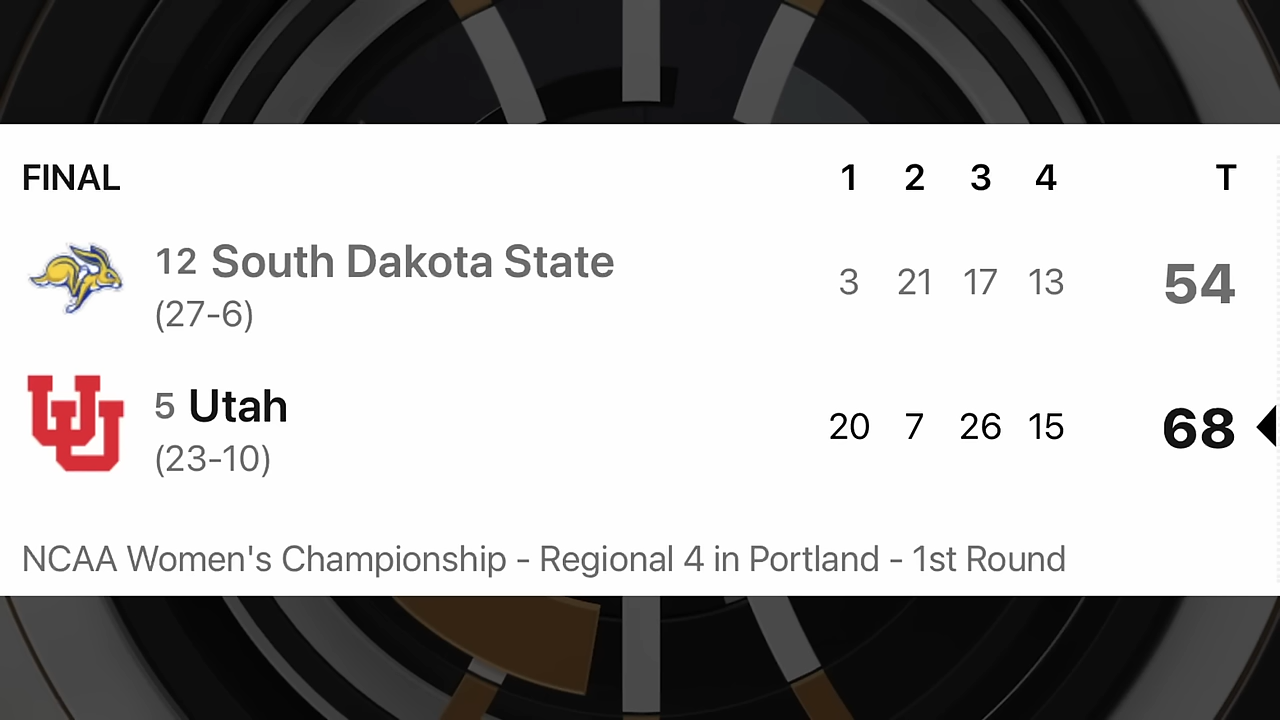 FINAL 1 2 3 4 T
12 South Dakota State 3 21 17 13 54
(27-6)
5 Utah 20 7 26 15 68
(23-10)
NCAA Women's Championship - Regional 4 in Portland - 1st Round